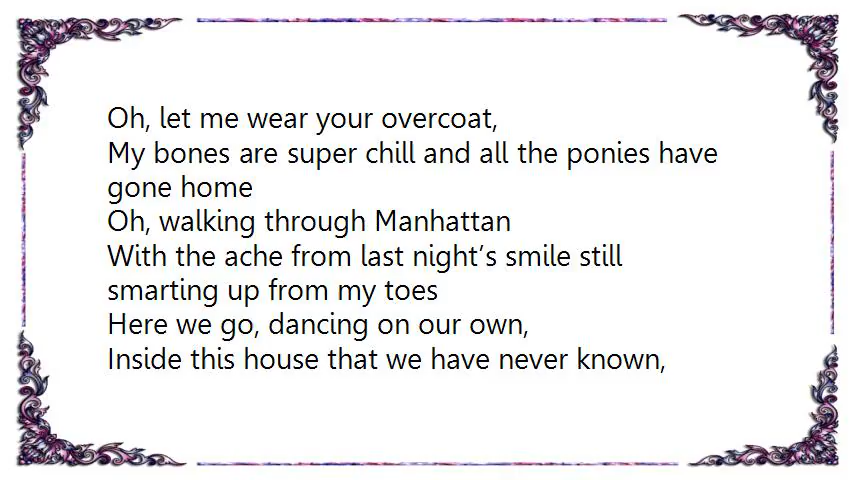 Oh, let me wear your overcoat,
My bones are super chill and all the ponies have
gone home
Oh, walking through Manhattan
With the ache from last night’s smile still
smarting up from my toes
Here we go, dancing on our own,
Inside this house that we have never known,